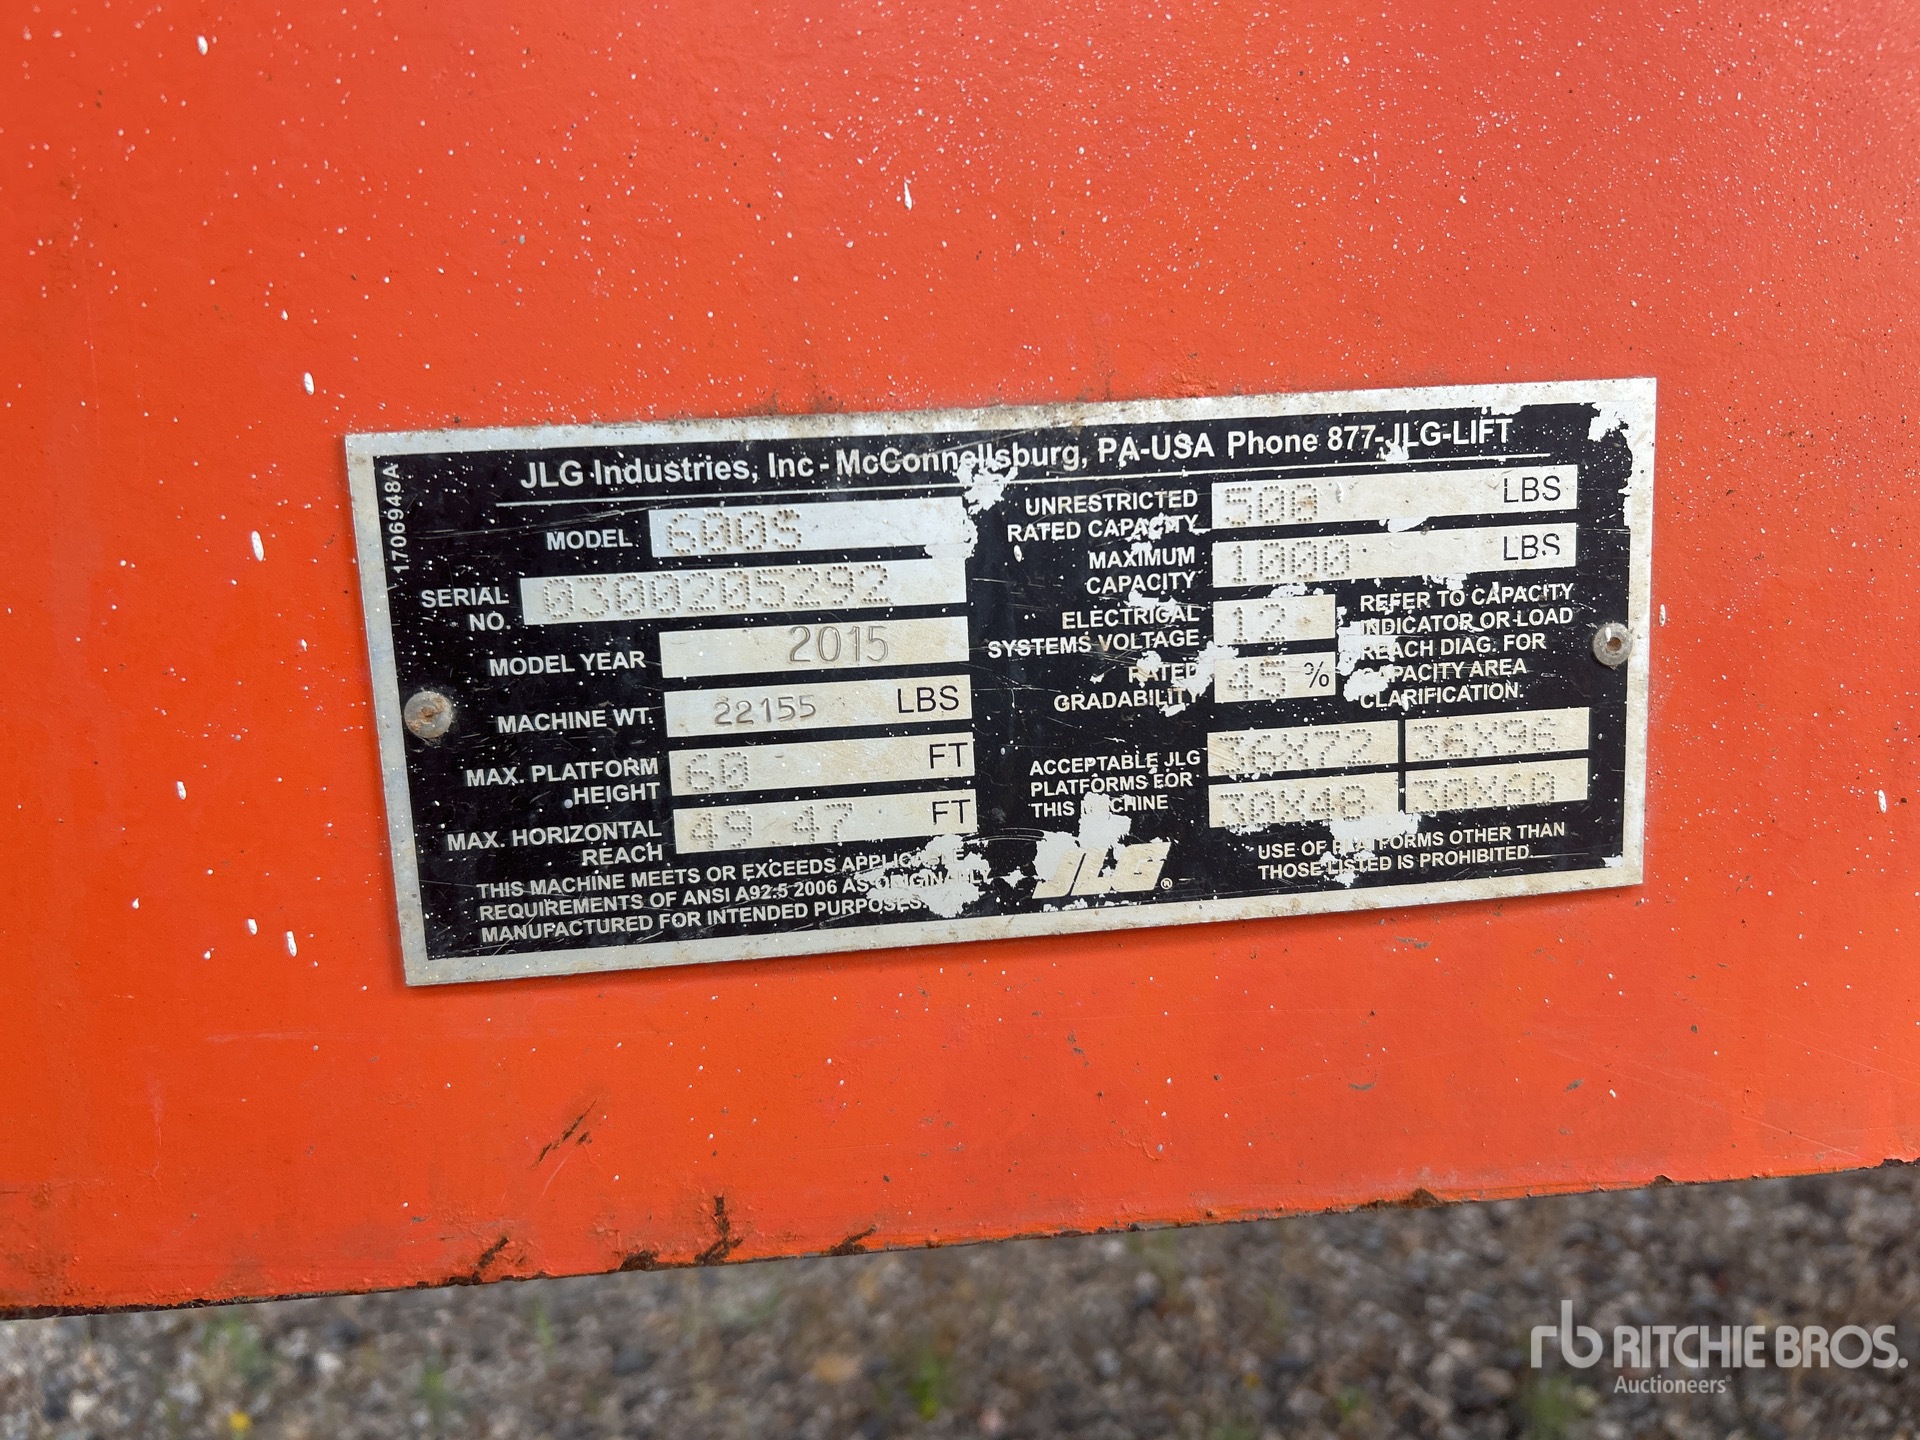 17069481A
JLG Industries, Inc - McConnellsburg, PA-USA Phone 877-JLG-LIFT
MODEL 600S
SERIAL NO. 0300205292
MODEL YEAR 2015
MACHINE WT. 22155 LBS
MAX. PLATFORM HEIGHT 60 FT
MAX. HORIZONTAL REACH 49.47 FT
THIS MACHINE MEETS OR EXCEEDS APPLICABLE
REQUIREMENTS OF ANSI A92.5 2006 AS ORIGINALLY
MANUFACTURED FOR INTENDED PURPOSES.
UNRESTRICTED RATED CAPACITY 500 LBS
MAXIMUM CAPACITY 1000 LBS
ELECTRICAL SYSTEMS VOLTAGE 12
RATED GRADABILITY 45 %
REFER TO CAPACITY
INDICATOR OR LOAD
REACH DIAG. FOR
CAPACITY AREA
CLARIFICATION.
ACCEPTABLE JLG
PLATFORMS FOR
THIS MACHINE
36X72 36X96
30X48 30X60
JLG®
USE OF PLATFORMS OTHER THAN
THOSE LISTED IS PROHIBITED.
rb RITCHIE BROS.
Auctioneers